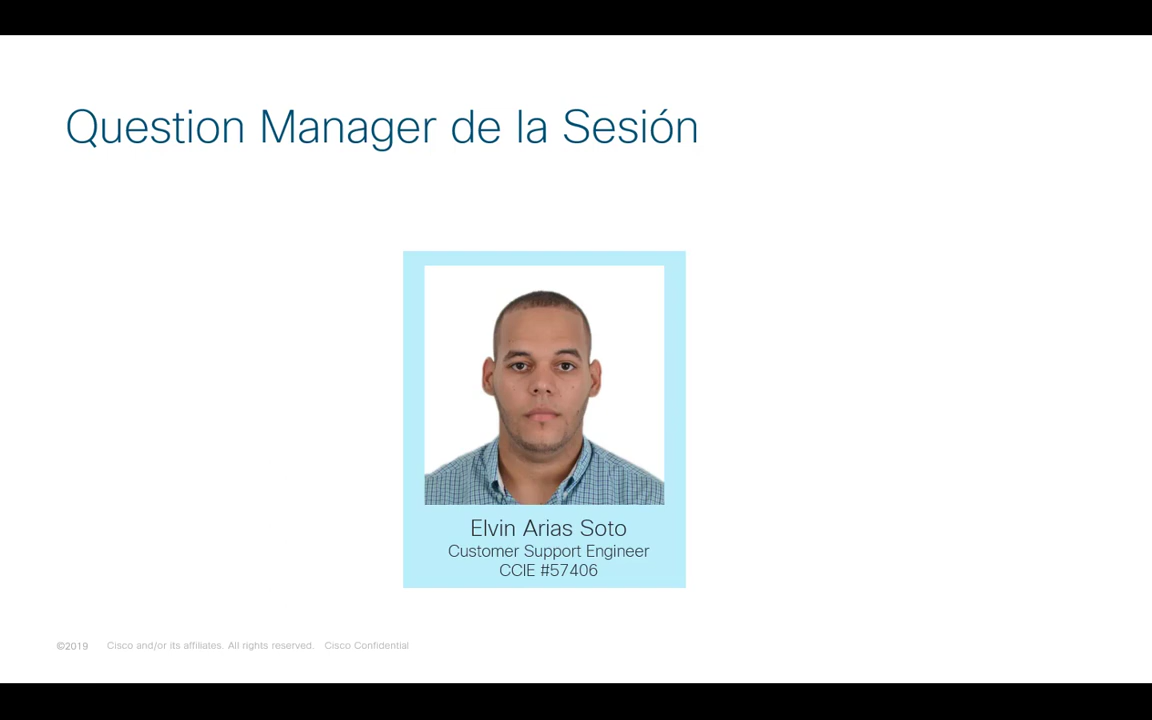 Question Manager de la Sesión
Elvin Arias Soto
Customer Support Engineer
CCIE #57406
©2019 Cisco and/or its affiliates. All rights reserved. Cisco Confidential